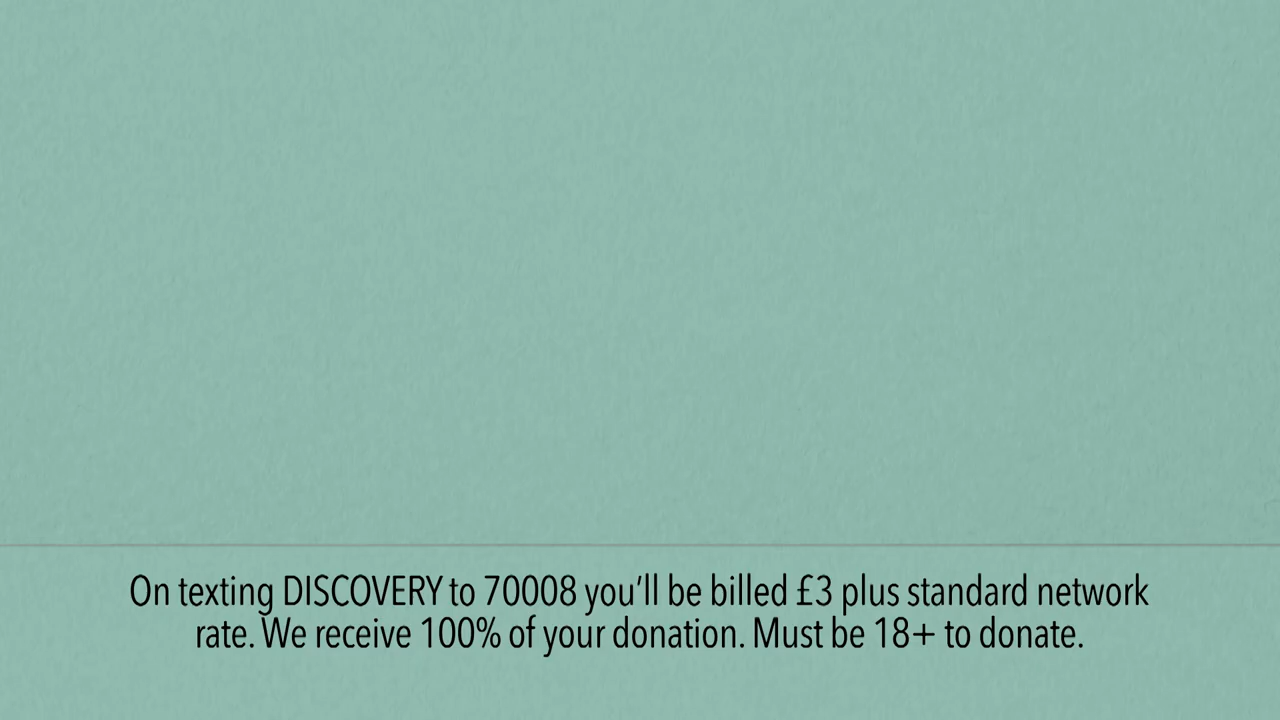 On texting DISCOVERY to 70008 you’ll be billed £3 plus standard network
rate. We receive 100% of your donation. Must be 18+ to donate.